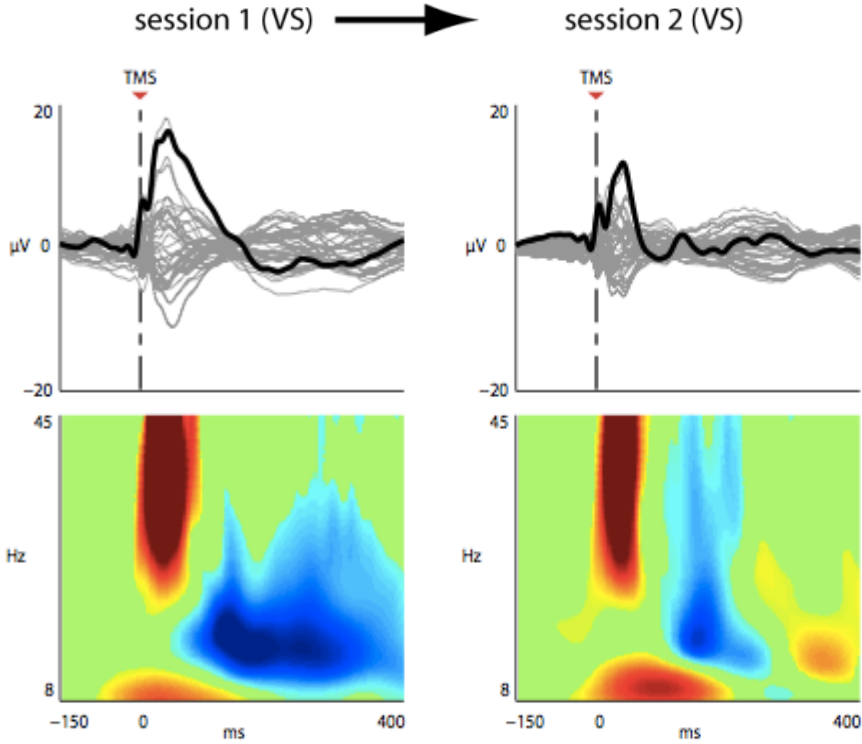 session 1 (VS) session 2 (VS)
TMS TMS
20 20
µV 0 µV 0
−20 −20
45 45
Hz Hz
8 8
−150 0 ms 400 −150 0 ms 400